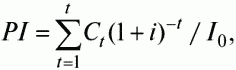 PI = \sum_{t=1}^{t} C_t (1 + i)^{-t} / I_0,